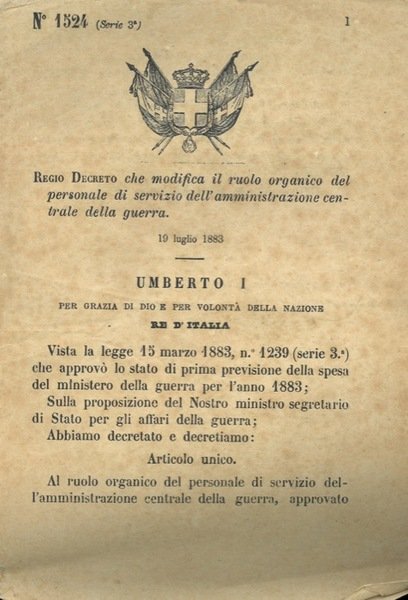 N° 1524 (Serie 3ª) 1
REGIO DECRETO che modifica il ruolo organico del
personale di servizio dell'amministrazione cen-
trale della guerra.
19 luglio 1883
UMBERTO I
PER GRAZIA DI DIO E PER VOLONTÀ DELLA NAZIONE
RE D'ITALIA
Vista la legge 15 marzo 1883, n.° 1239 (serie 3.ª)
che approvò lo stato di prima previsione della spesa
del ministero della guerra per l'anno 1883;
Sulla proposizione del Nostro ministro segretario
di Stato per gli affari della guerra;
Abbiamo decretato e decretiamo:
Articolo unico.
Al ruolo organico del personale di servizio del-
l'amministrazione centrale della guerra, approvato